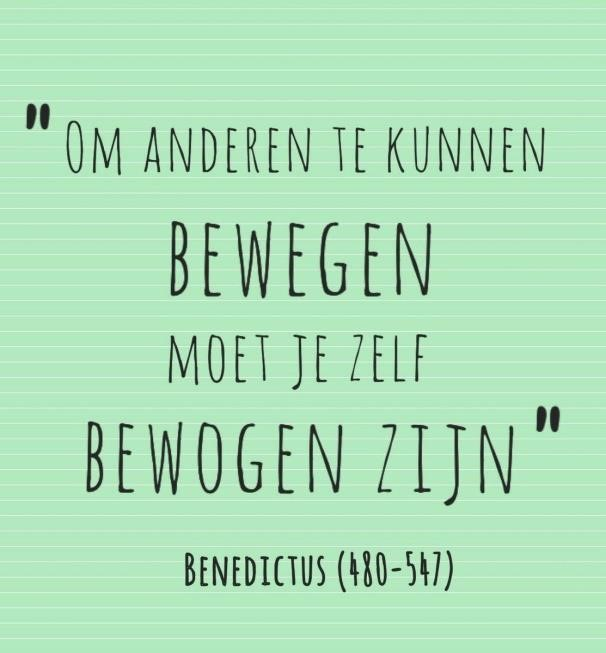 "Om anderen te kunnen
bewegen
moet je zelf
bewogen zijn"
Benedictus (480-547)